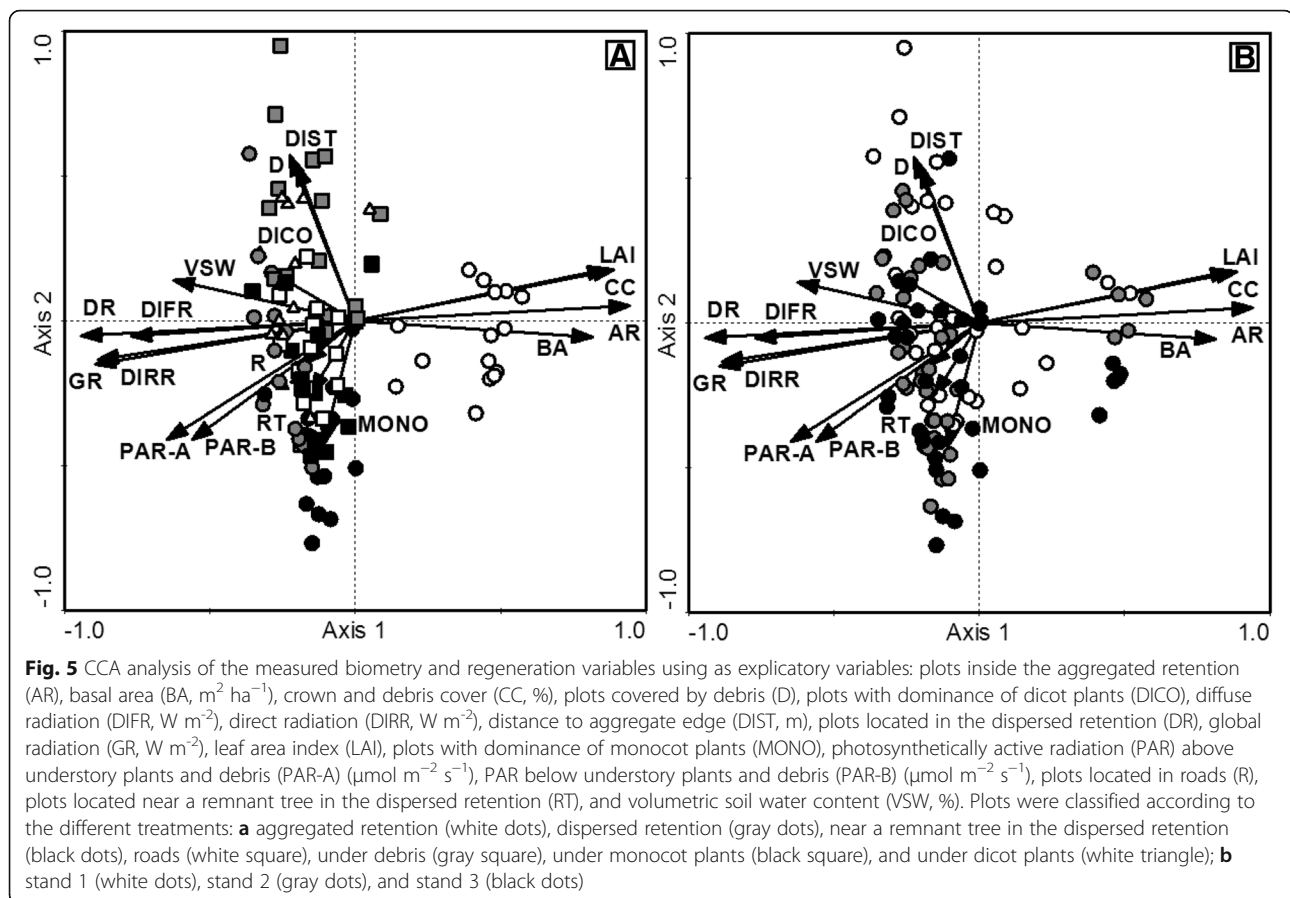 1.0
A
DIST
D
DICO
VSW
LAI
CC
DR
DIFR
AR
BA
R
GR
DIRR
RT
MONO
PAR-A
PAR-B
Axis 2
-1.0
-1.0
Axis 1
1.0
1.0
B
DIST
D
DICO
VSW
LAI
CC
DR
DIFR
AR
BA
R
GR
DIRR
RT
MONO
PAR-A
PAR-B
Axis 2
-1.0
-1.0
Axis 1
1.0
Fig. 5 CCA analysis of the measured biometry and regeneration variables using as explicatory variables: plots inside the aggregated retention
(AR), basal area (BA, m² ha⁻¹), crown and debris cover (CC, %), plots covered by debris (D), plots with dominance of dicot plants (DICO), diffuse
radiation (DIFR, W m⁻²), direct radiation (DIRR, W m⁻²), distance to aggregate edge (DIST, m), plots located in the dispersed retention (DR), global
radiation (GR, W m⁻²), leaf area index (LAI), plots with dominance of monocot plants (MONO), photosynthetically active radiation (PAR) above
understory plants and debris (PAR-A) (μmol m⁻² s⁻¹), PAR below understory plants and debris (PAR-B) (μmol m⁻² s⁻¹), plots located in roads (R),
plots located near a remnant tree in the dispersed retention (RT), and volumetric soil water content (VSW, %). Plots were classified according to
the different treatments: a aggregated retention (white dots), dispersed retention (gray dots), near a remnant tree in the dispersed retention
(black dots), roads (white square), under debris (gray square), under monocot plants (black square), and under dicot plants (white triangle); b
stand 1 (white dots), stand 2 (gray dots), and stand 3 (black dots)